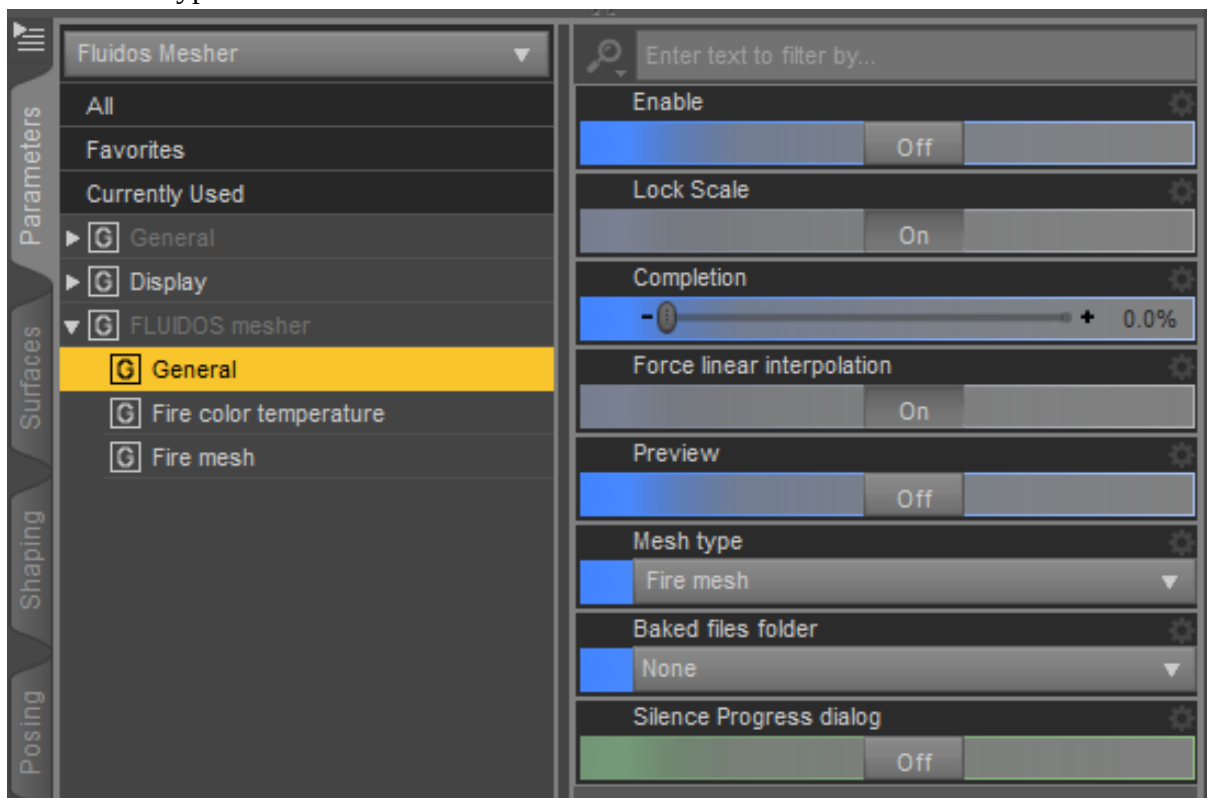 Fluidos Mesher
Enter text to filter by...
Parameters
Surfaces
Shaping
Posing
All
Favorites
Currently Used
G General
G Display
G FLUIDOS mesher
G General
G Fire color temperature
G Fire mesh
Enable
Off
Lock Scale
On
Completion
- + 0.0%
Force linear interpolation
On
Preview
Off
Mesh type
Fire mesh
Baked files folder
None
Silence Progress dialog
Off